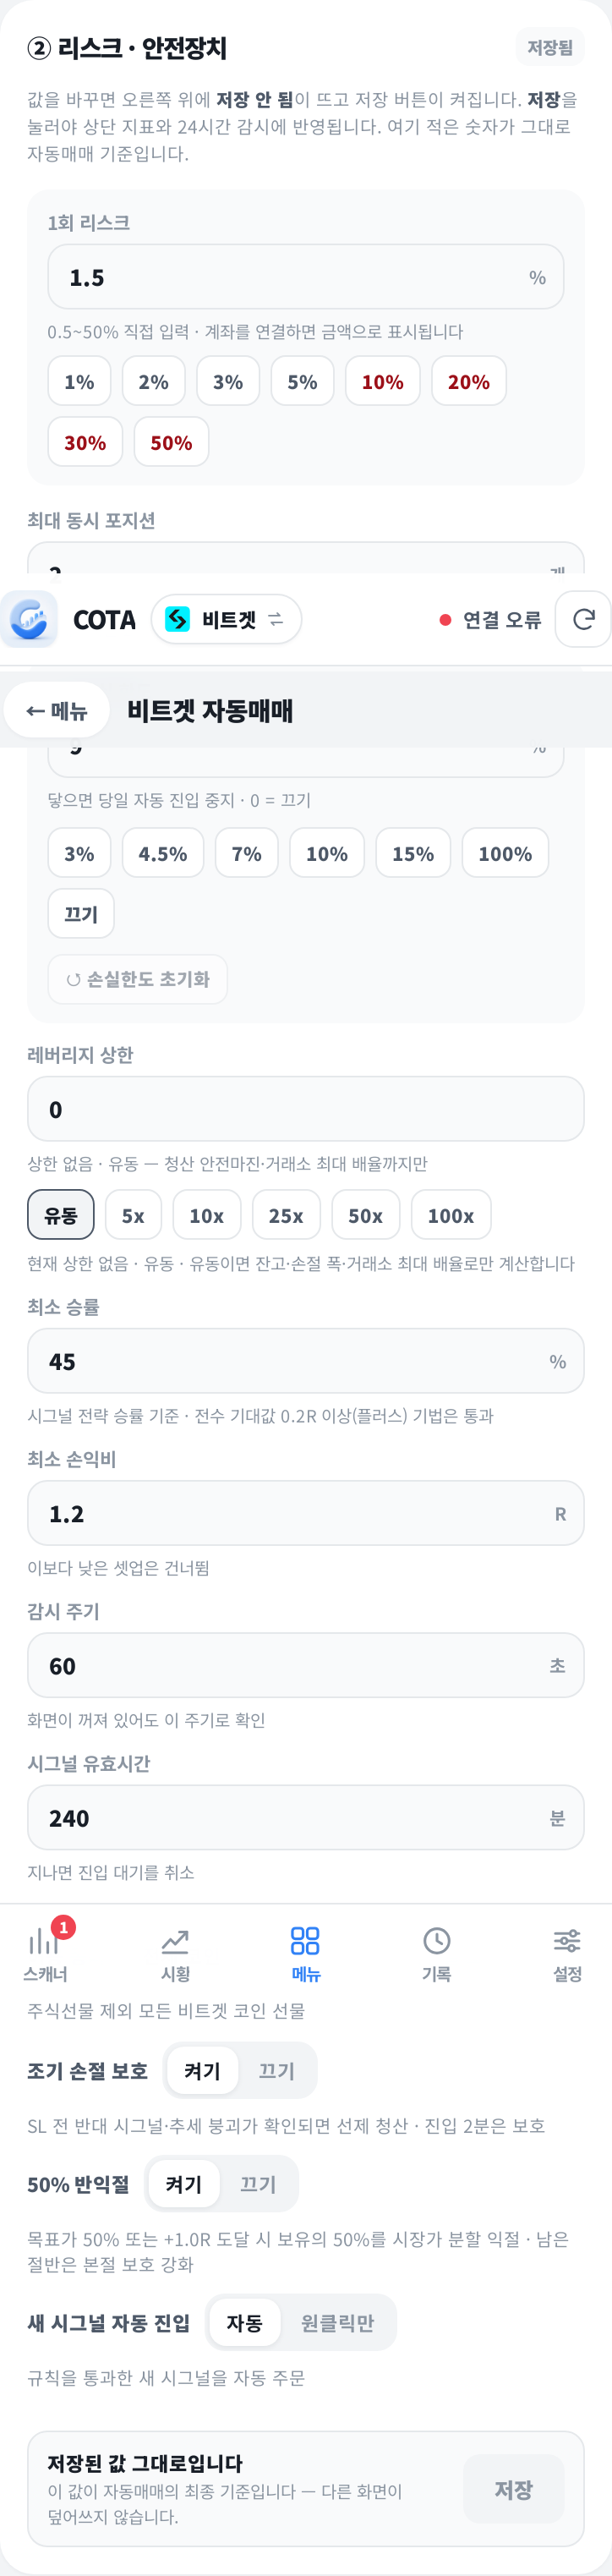 ② 리스크 · 안전장치
저장됨
값을 바꾸면 오른쪽 위에 저장 안 됨이 뜨고 저장 버튼이 켜집니다. 저장을
눌러야 상단 지표와 24시간 감시에 반영됩니다. 여기 적은 숫자가 그대로
자동매매 기준입니다.
1회 리스크
1.5 %
0.5~50% 직접 입력 · 계좌를 연결하면 금액으로 표시됩니다
1% 2% 3% 5% 10% 20%
30% 50%
최대 동시 포지션
COTA 비트겟 연결 오류
← 메뉴 비트겟 자동매매
닿으면 당일 자동 진입 중지 · 0 = 끄기
3% 4.5% 7% 10% 15% 100%
끄기
손실한도 초기화
레버리지 상한
0
상한 없음 · 유동 — 청산 안전마진·거래소 최대 배율까지만
유동 5x 10x 25x 50x 100x
현재 상한 없음 · 유동 · 유동이면 잔고·손절 폭·거래소 최대 배율로만 계산합니다
최소 승률
45 %
시그널 전략 승률 기준 · 전수 기대값 0.2R 이상(플러스) 기법은 통과
최소 손익비
1.2 R
이보다 낮은 셋업은 건너뜀
감시 주기
60 초
화면이 꺼져 있어도 이 주기로 확인
시그널 유효시간
240 분
지나면 진입 대기를 취소
1
스캐너 시황 메뉴 기록 설정
주식선물 제외 모든 비트겟 코인 선물
조기 손절 보호 켜기 끄기
SL 전 반대 시그널·추세 붕괴가 확인되면 선제 청산 · 진입 2분은 보호
50% 반익절 켜기 끄기
목표가 50% 또는 +1.0R 도달 시 보유의 50%를 시장가 분할 익절 · 남은
절반은 본절 보호 강화
새 시그널 자동 진입 자동 원클릭만
규칙을 통과한 새 시그널을 자동 주문
저장된 값 그대로입니다
이 값이 자동매매의 최종 기준입니다 — 다른 화면이
덮어쓰지 않습니다.
저장